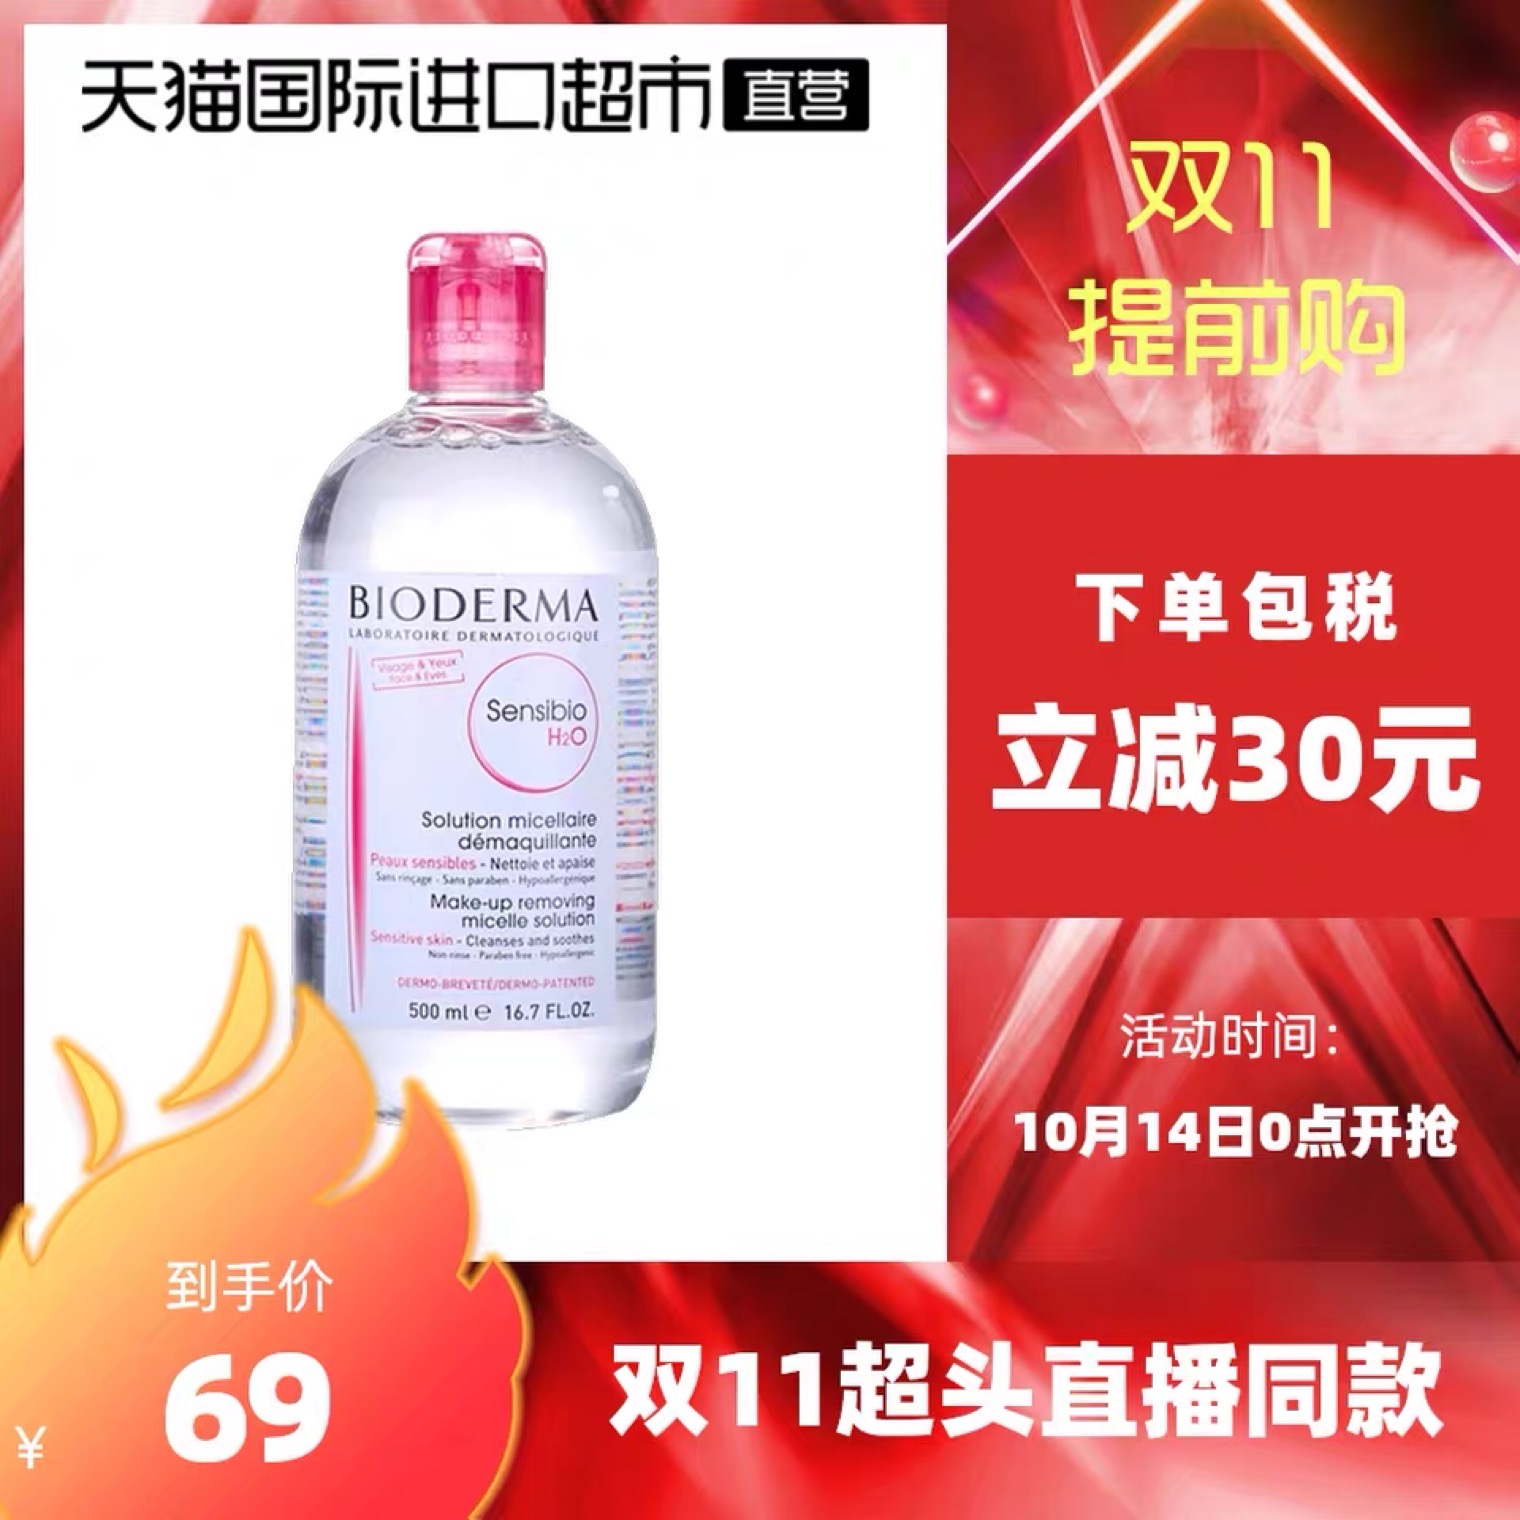 天猫国际进口超市 直营
双11
提前购
下单包税
立减30元
活动时间：
10月14日0点开抢
BIODERMA
LABORATOIRE DERMATOLOGIQUE
Visage & Yeux
Face & Eyes
Sensibio
H2O
Solution micellaire
démaquillante
Peaux sensibles - Nettoie et apaise
Sans rinçage - Sans paraben - Hypoallergénique
Make-up removing
micelle solution
Sensitive skin - Cleanses and soothes
Non rinse - Paraben free - Hypoallergenic
DERMO-BREVETÉ/DERMO-PATENTED
500 ml ℮ 16.7 FL.OZ.
到手价
¥ 69
双11超头直播同款